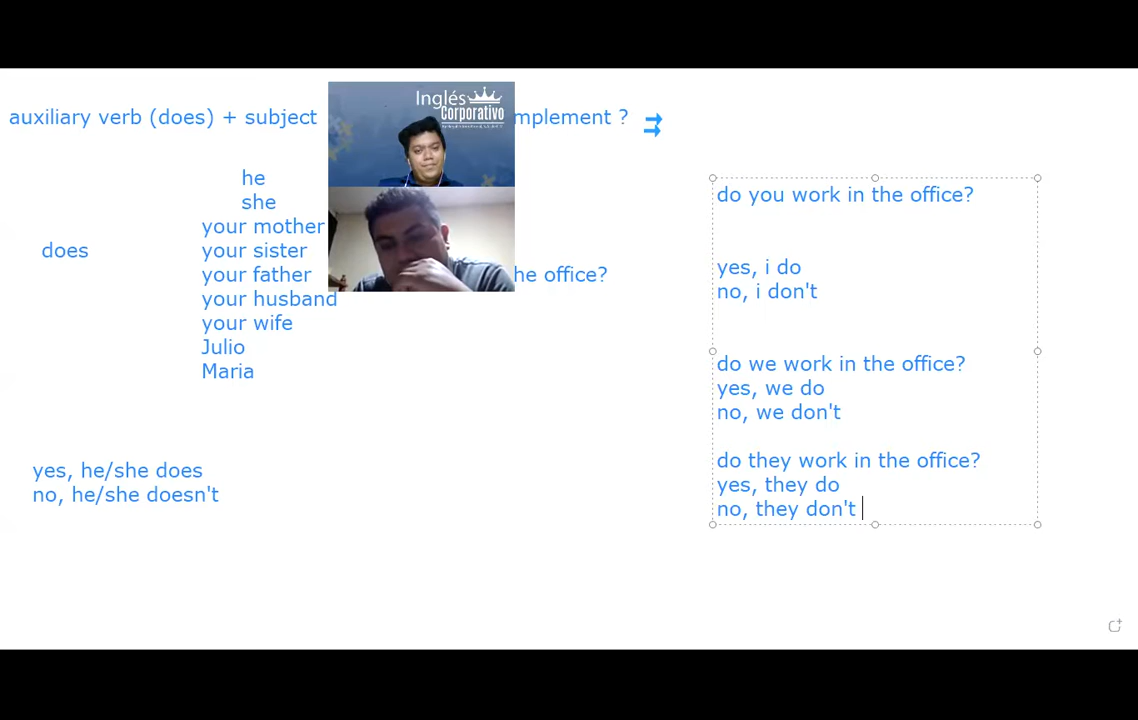 auxiliary verb (does) + subject
mplement ?
Inglés
Corporativo
he
she
your mother
does
your sister
your father
he office?
your husband
your wife
Julio
Maria
yes, he/she does
no, he/she doesn't
do you work in the office?
yes, i do
no, i don't
do we work in the office?
yes, we do
no, we don't
do they work in the office?
yes, they do
no, they don't